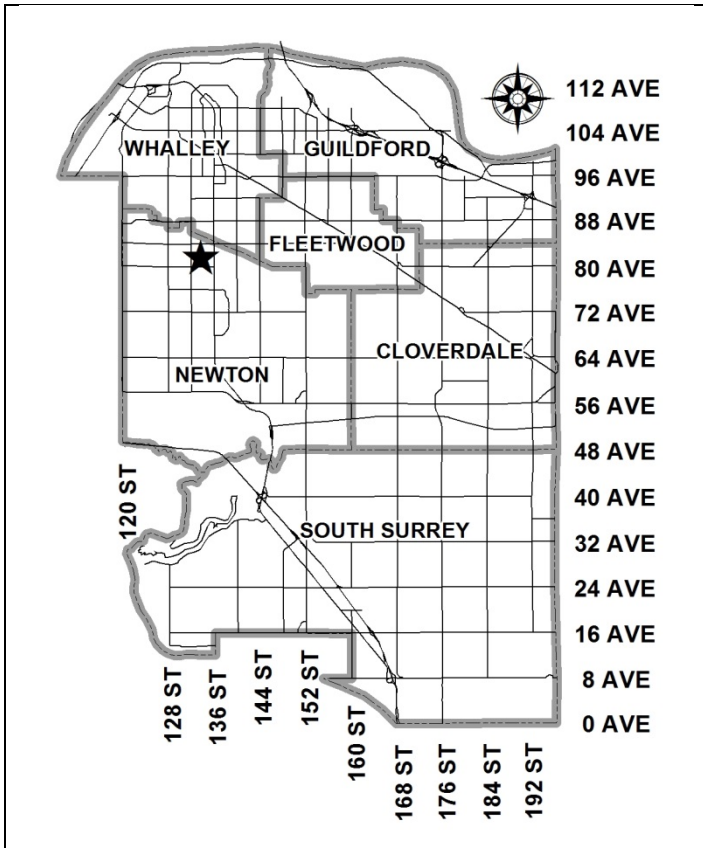 112 AVE
104 AVE
WHALLEY
GUILDFORD
96 AVE
88 AVE
FLEETWOOD
80 AVE
72 AVE
CLOVERDALE
64 AVE
NEWTON
56 AVE
48 AVE
120 ST
40 AVE
SOUTH SURREY
32 AVE
24 AVE
16 AVE
8 AVE
0 AVE
128 ST
136 ST
144 ST
152 ST
160 ST
168 ST
176 ST
184 ST
192 ST